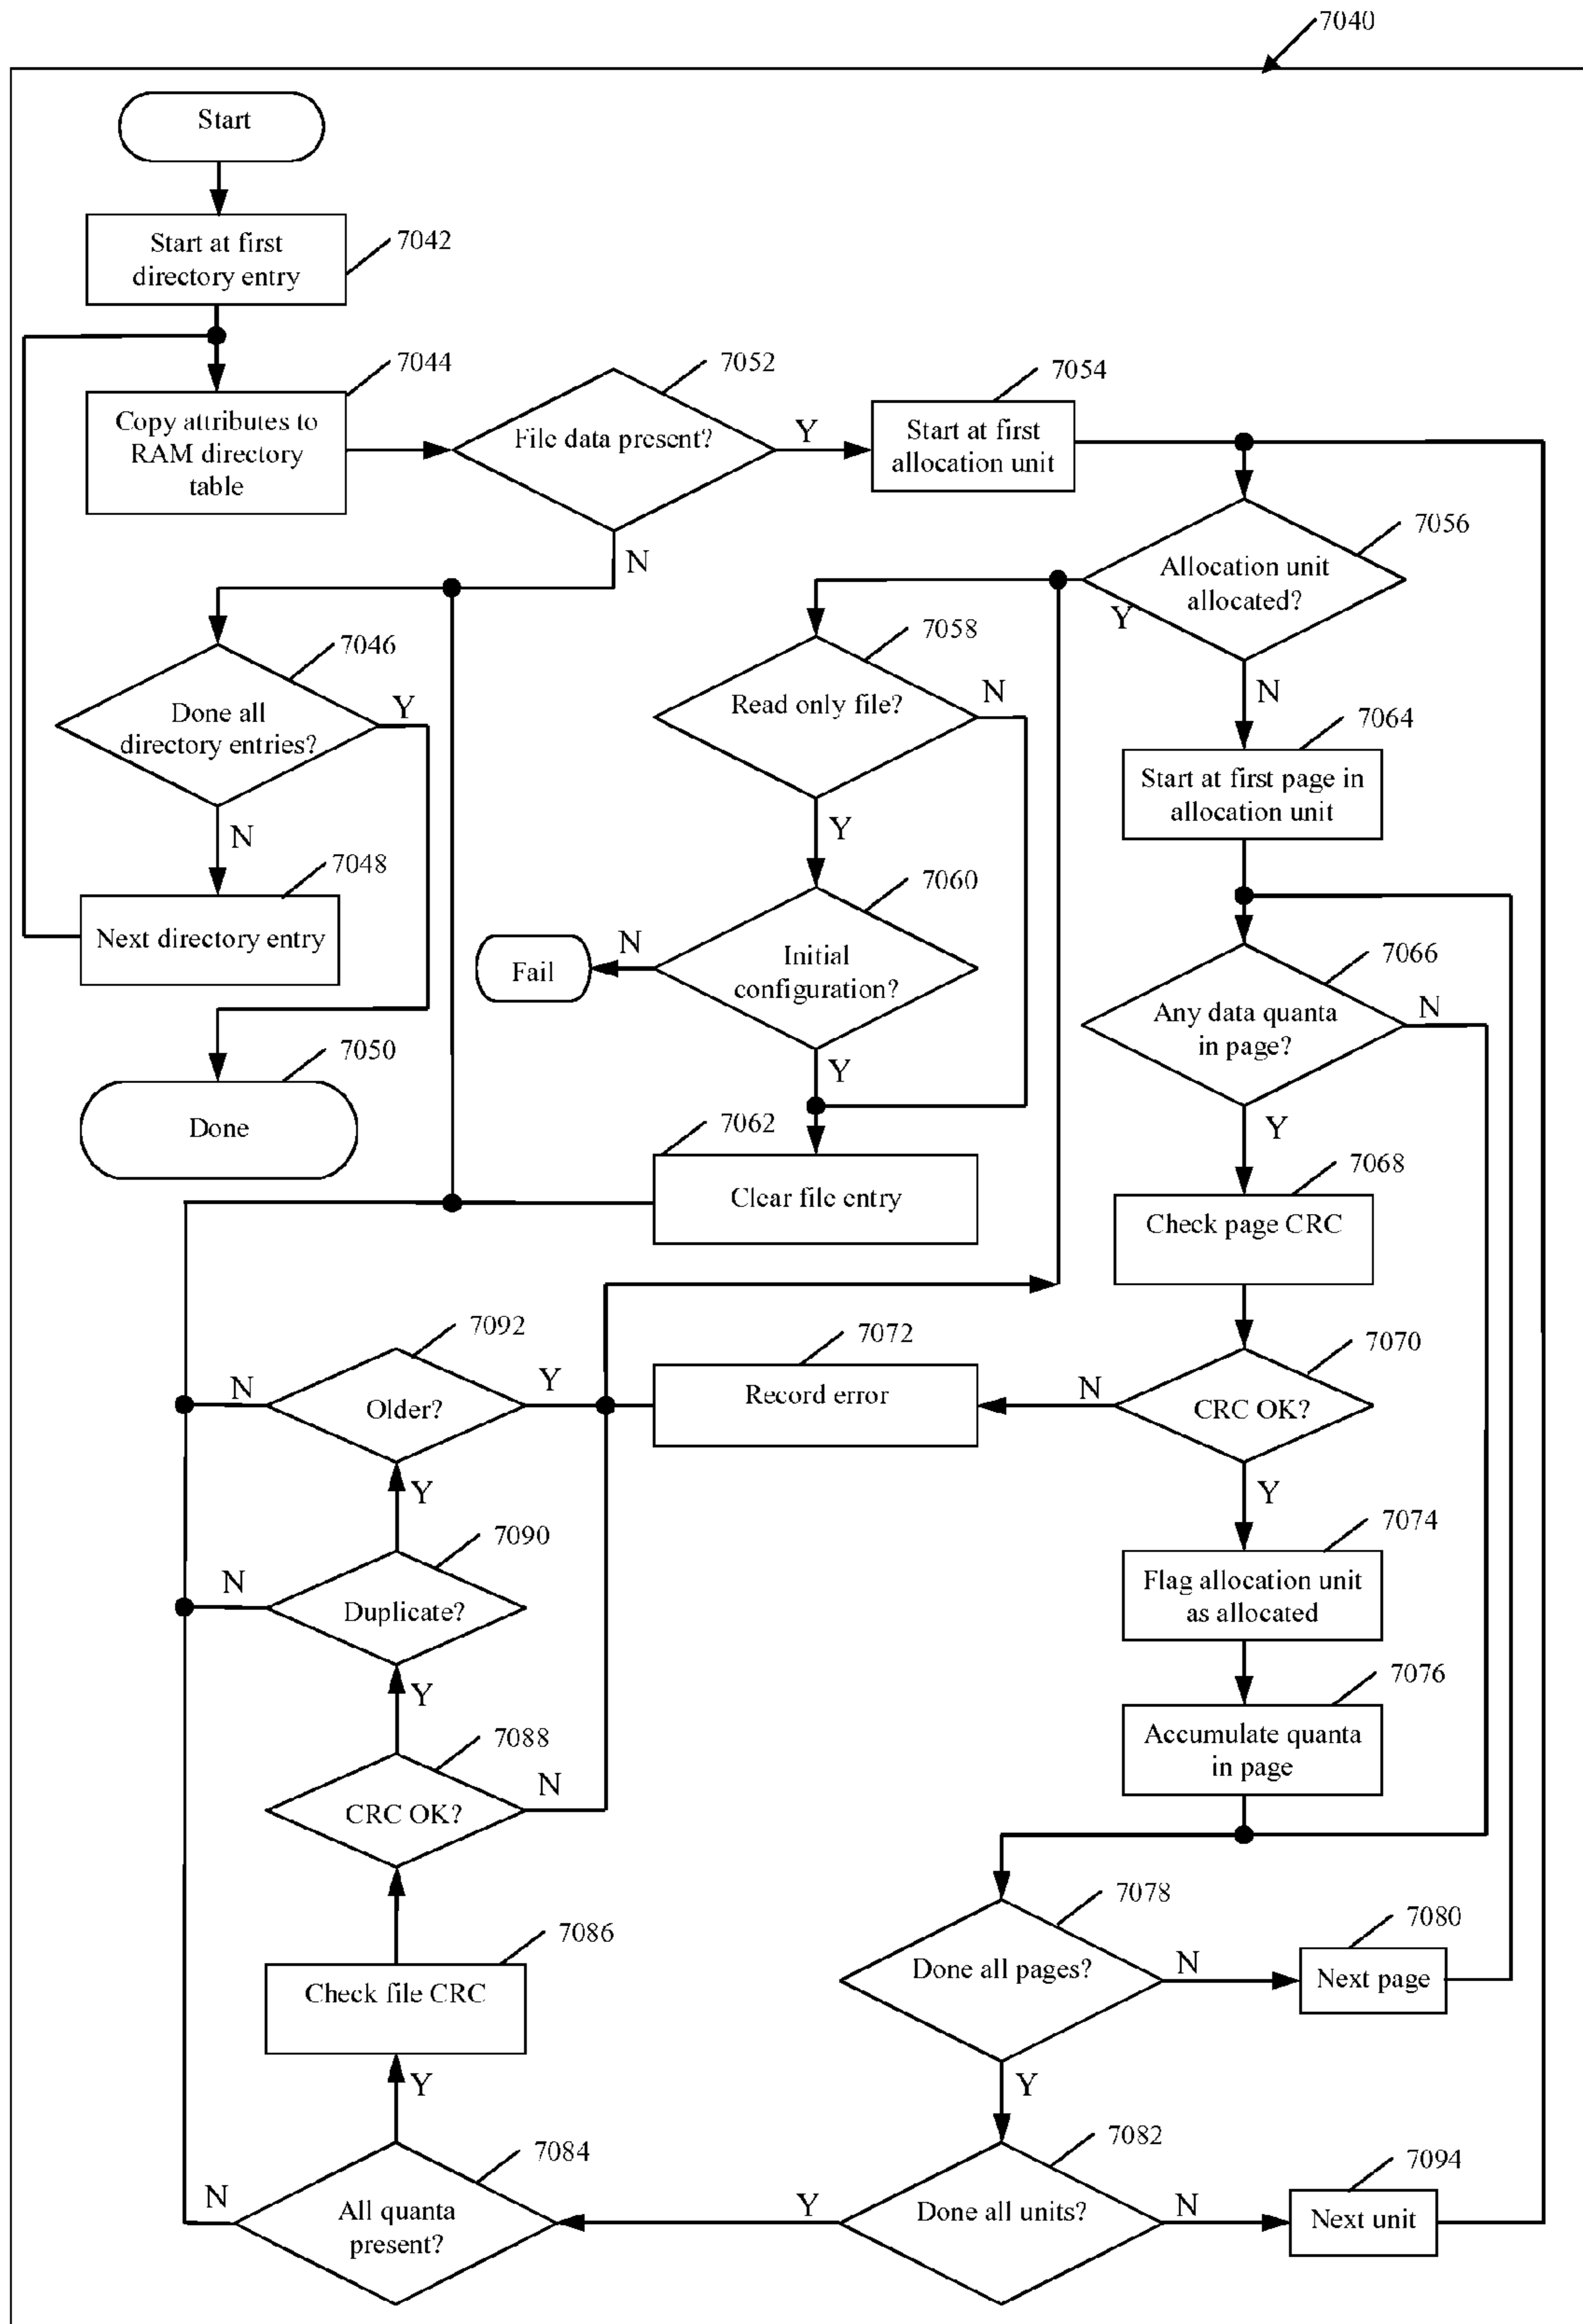 7040
Start
Start at first
directory entry
7042
7044
Copy attributes to
RAM directory
table
7052
File data present?
Y
N
7054
Start at first
allocation unit
7056
Allocation unit
allocated?
Y
N
7046
Done all
directory entries?
Y
N
7048
Next directory entry
7050
Done
7058
Read only file?
N
Y
7060
Initial
configuration?
N
Fail
Y
7062
Clear file entry
7064
Start at first page in
allocation unit
7066
Any data quanta
in page?
N
Y
7068
Check page CRC
7070
CRC OK?
N
Y
7072
Record error
7074
Flag allocation unit
as allocated
7076
Accumulate quanta
in page
7078
Done all pages?
N
Y
7080
Next page
7082
Done all units?
Y
N
7094
Next unit
7084
All quanta
present?
N
Y
7086
Check file CRC
7088
CRC OK?
N
Y
7090
Duplicate?
N
Y
7092
Older?
N
Y